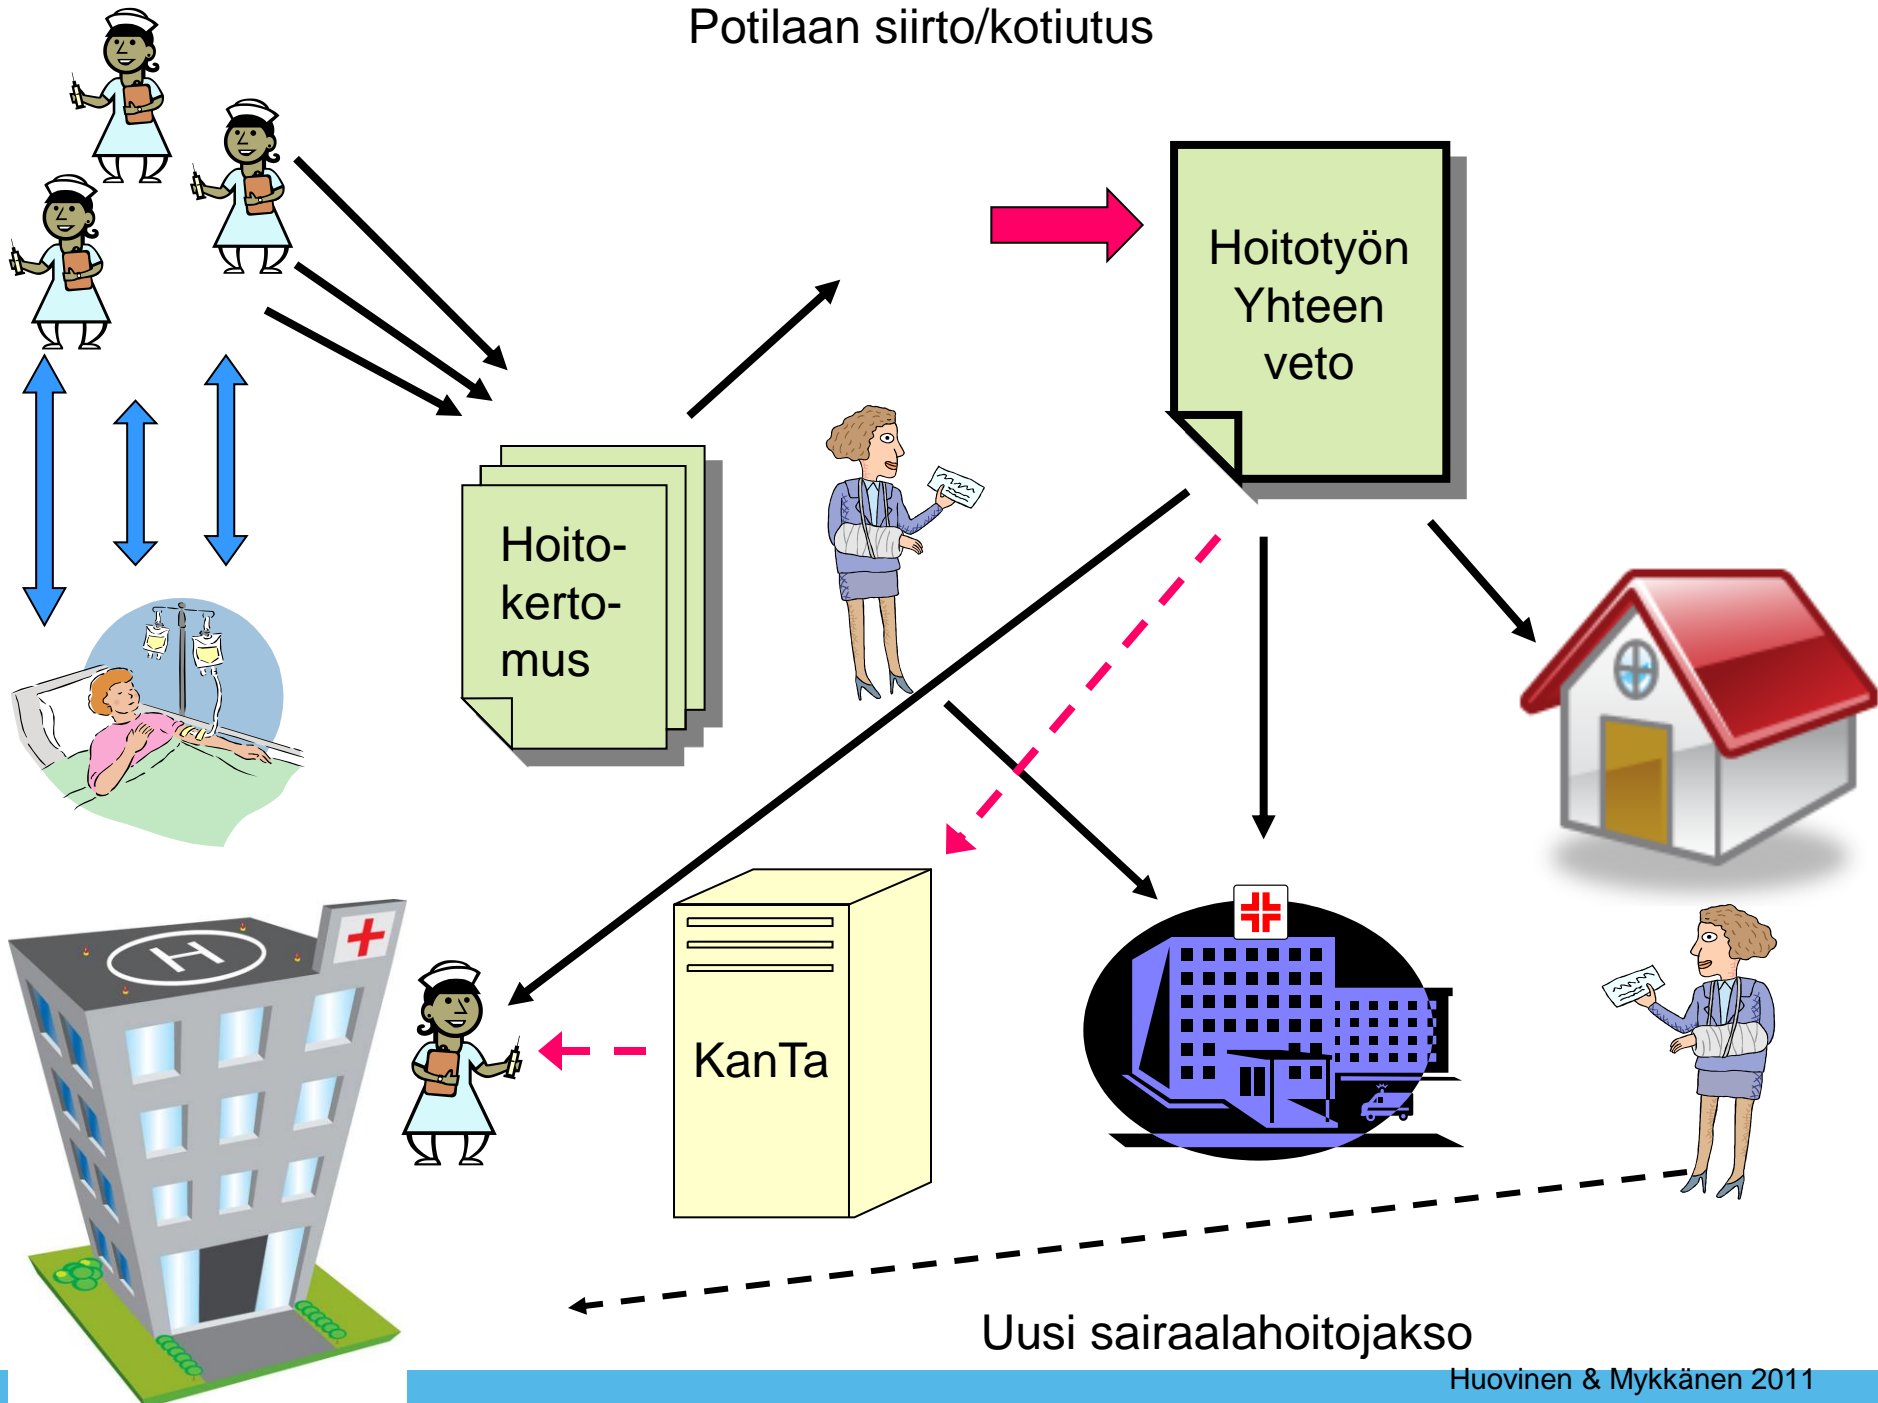 Potilaan siirto/kotiutus
Hoitotyön
Yhteen
veto
Hoito-
kerto-
mus
H
KanTa
Uusi sairaalahoitojakso
Huovinen & Mykkänen 2011